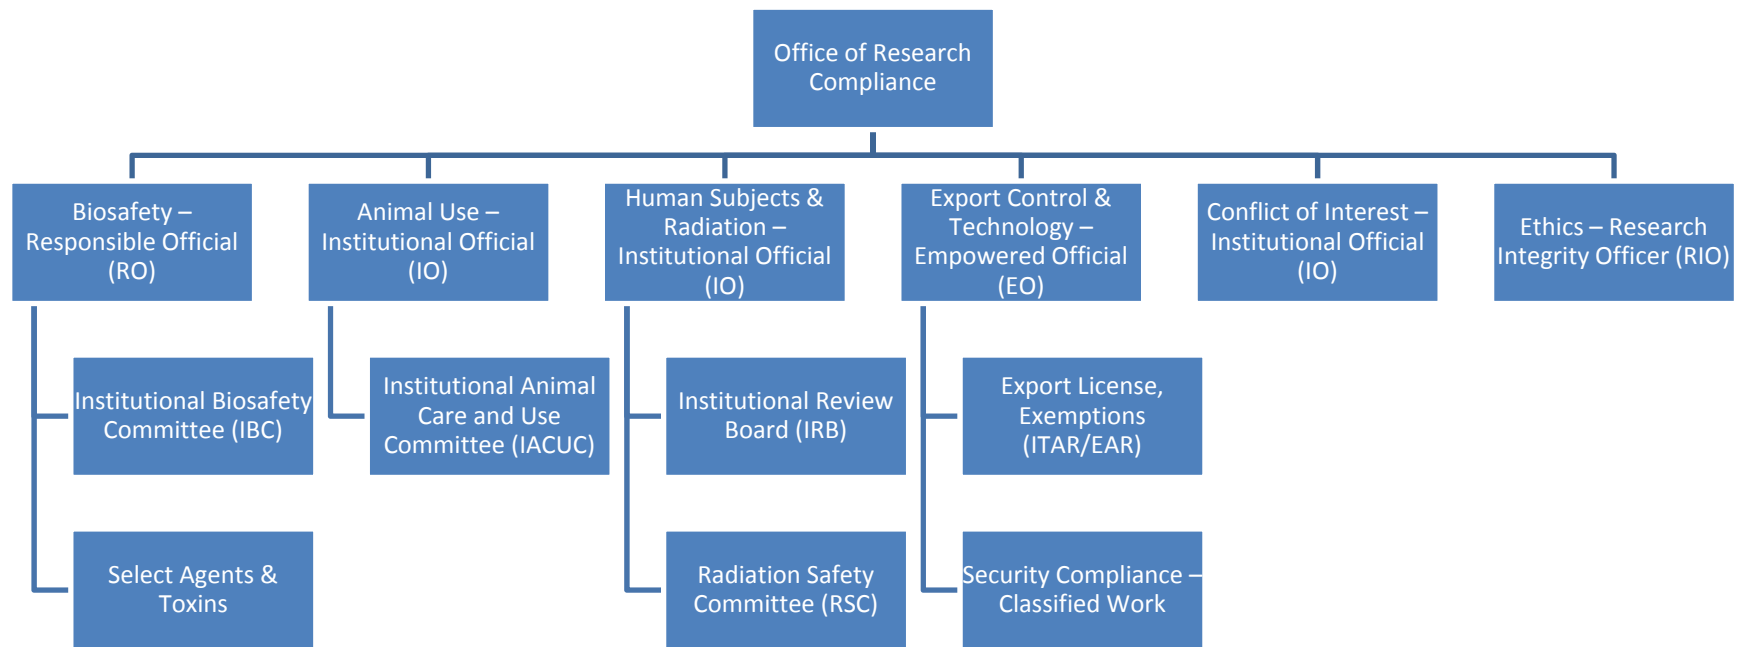 Office of Research
Compliance
Biosafety –
Responsible Official
(RO)
Animal Use –
Institutional Official
(IO)
Human Subjects &
Radiation –
Institutional Official
(IO)
Export Control &
Technology –
Empowered Official
(EO)
Conflict of Interest –
Institutional Official
(IO)
Ethics – Research
Integrity Officer (RIO)
Institutional Biosafety
Committee (IBC)
Institutional Animal
Care and Use
Committee (IACUC)
Institutional Review
Board (IRB)
Export License,
Exemptions
(ITAR/EAR)
Select Agents &
Toxins
Radiation Safety
Committee (RSC)
Security Compliance –
Classified Work